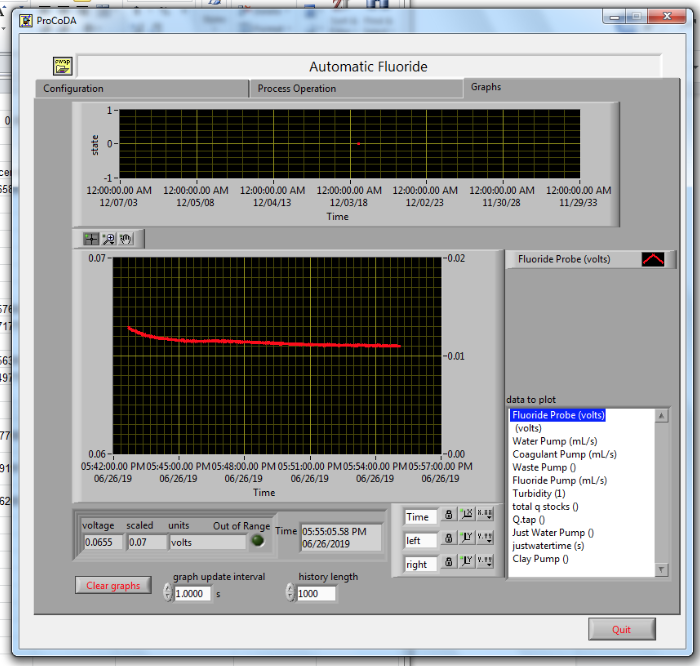 ProCoDA
swap
Automatic Fluoride
Configuration
Process Operation
Graphs
state
1
0
-1
12:00:00.00 AM 12:00:00.00 AM 12:00:00.00 AM 12:00:00.00 AM 12:00:00.00 AM 12:00:00.00 AM 12:00:00.00 AM
12/07/03 12/05/08 12/04/13 12/03/18 12/02/23 11/30/28 11/29/33
Time
0.07
0.06
0.02
0.01
0.00
05:42:00.00 PM 05:45:00.00 PM 05:48:00.00 PM 05:51:00.00 PM 05:54:00.00 PM 05:57:00.00 PM
06/26/19 06/26/19 06/26/19 06/26/19 06/26/19 06/26/19
Time
Fluoride Probe (volts)
data to plot
Fluoride Probe (volts)
(volts)
Water Pump (mL/s)
Coagulant Pump (mL/s)
Waste Pump ()
Fluoride Pump (mL/s)
Turbidity (1)
total q stocks ()
Q.tap ()
Just Water Pump ()
justwatertime (s)
Clay Pump ()
voltage scaled units Out of Range
0.0655 0.07 volts
Time 05:55:05.58 PM
06/26/2019
Time
left
right
Clear graphs
graph update interval
1.0000 s
history length
1000
Quit